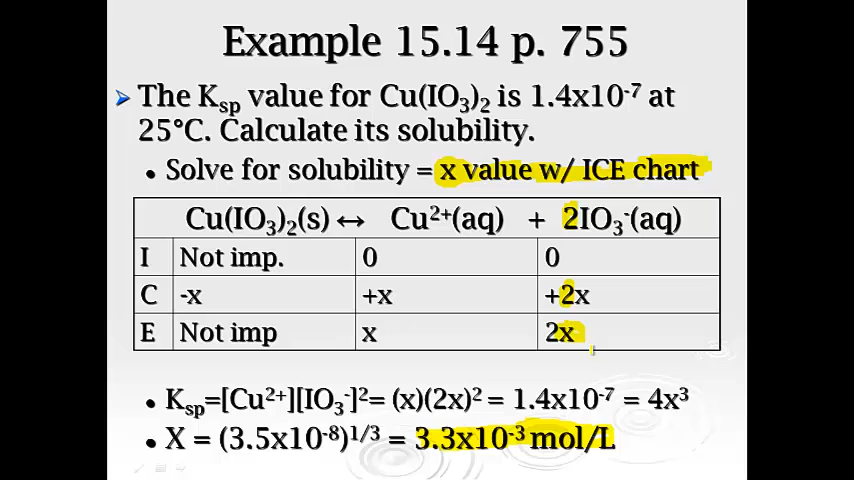 Example 15.14 p. 755
The Ksp value for Cu(IO3)2 is 1.4x10-7 at
25°C. Calculate its solubility.
• Solve for solubility = x value w/ ICE chart
Cu(IO3)2(s) ↔ Cu2+(aq) + 2IO3-(aq)
I Not imp. 0 0
C -x +x +2x
E Not imp x 2x
• Ksp=[Cu2+][IO3-]2= (x)(2x)2 = 1.4x10-7 = 4x3
• X = (3.5x10-8)1/3 = 3.3x10-3 mol/L